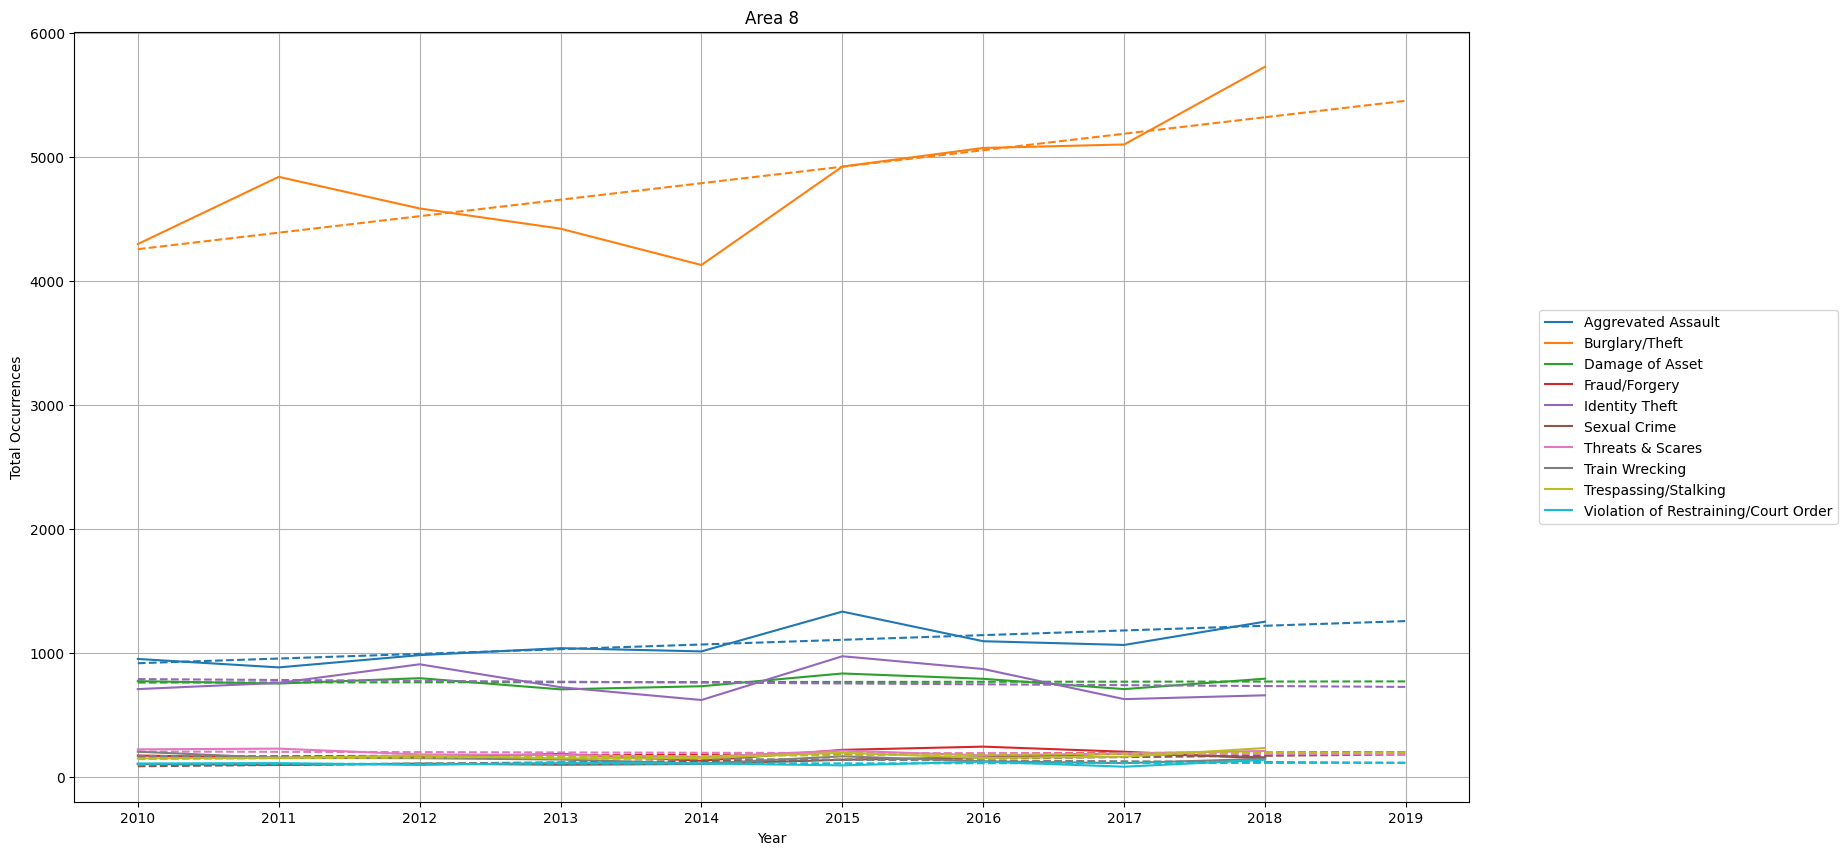 Area 8
6000
5000
4000
3000
2000
1000
0
Total Occurrences
2010 2011 2012 2013 2014 2015 2016 2017 2018 2019
Year
Aggrevated Assault
Burglary/Theft
Damage of Asset
Fraud/Forgery
Identity Theft
Sexual Crime
Threats & Scares
Train Wrecking
Trespassing/Stalking
Violation of Restraining/Court Order